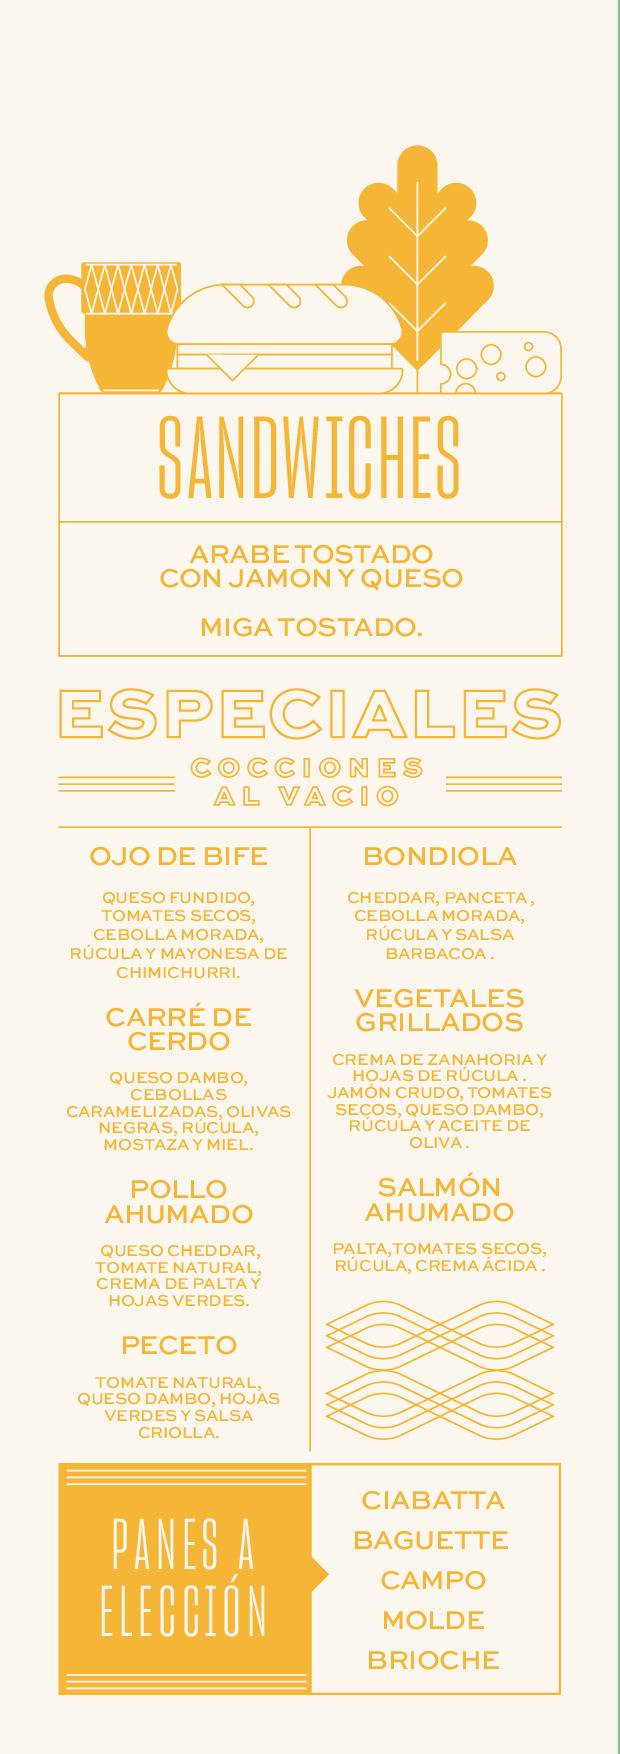 SANDWICHES
ARABE TOSTADO
CON JAMON Y QUESO
MIGA TOSTADO.
ESPECIALES
COCCIONES
AL VACIO
OJO DE BIFE
QUESO FUNDIDO,
TOMATES SECOS,
CEBOLLA MORADA,
RÚCULA Y MAYONESA DE
CHIMICHURRI.
CARRÉ DE
CERDO
QUESO DAMBO,
CEBOLLAS
CARAMELIZADAS, OLIVAS
NEGRAS, RÚCULA,
MOSTAZA Y MIEL.
POLLO
AHUMADO
QUESO CHEDDAR,
TOMATE NATURAL,
CREMA DE PALTA Y
HOJAS VERDES.
PECETO
TOMATE NATURAL,
QUESO DAMBO, HOJAS
VERDES Y SALSA
CRIOLLA.
BONDIOLA
CHEDDAR, PANCETA ,
CEBOLLA MORADA,
RÚCULA Y SALSA
BARBACOA .
VEGETALES
GRILLADOS
CREMA DE ZANAHORIA Y
HOJAS DE RÚCULA .
JAMÓN CRUDO, TOMATES
SECOS, QUESO DAMBO,
RÚCULA Y ACEITE DE
OLIVA .
SALMÓN
AHUMADO
PALTA,TOMATES SECOS,
RÚCULA, CREMA ÁCIDA .
PANES A
ELECCIÓN
CIABATTA
BAGUETTE
CAMPO
MOLDE
BRIOCHE